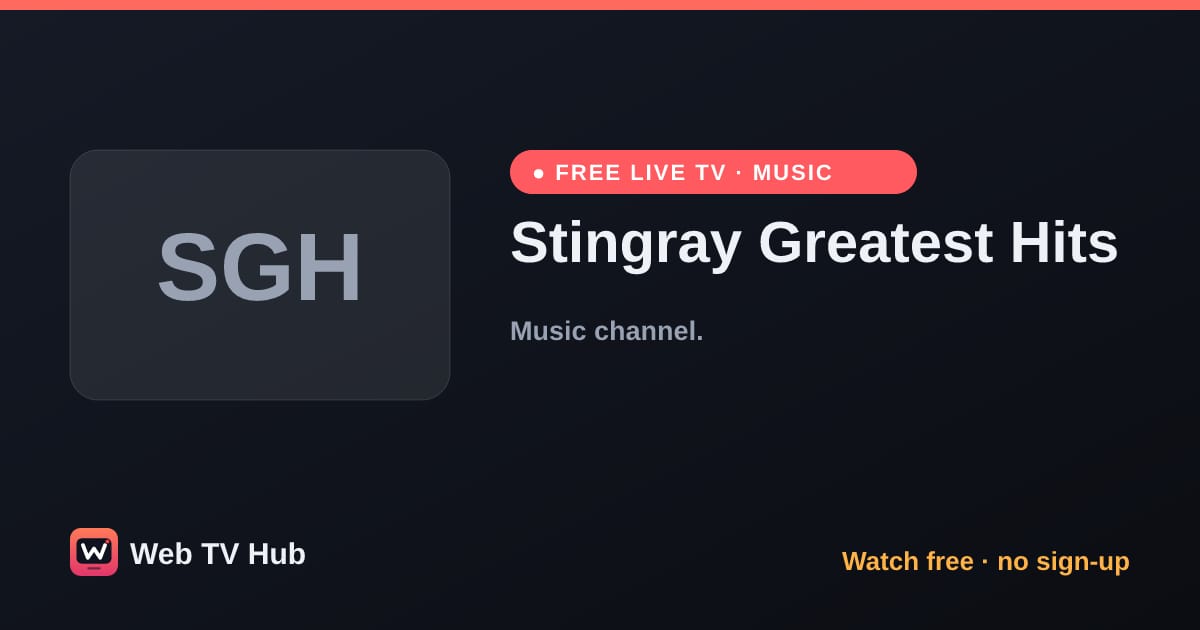 SGH
● FREE LIVE TV · MUSIC
Stingray Greatest Hits
Music channel.
W
Web TV Hub
Watch free · no sign-up